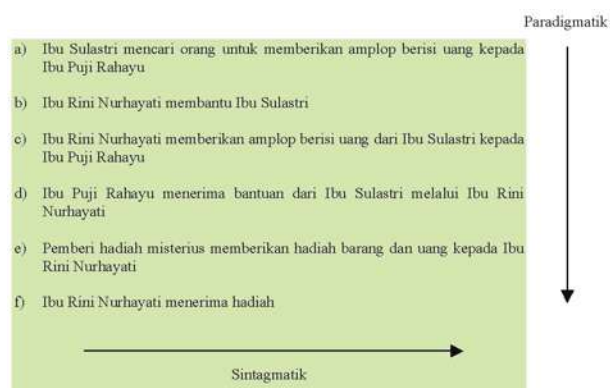 Paradigmatik
a) Ibu Sulastri mencari orang untuk memberikan amplop berisi uang kepada
Ibu Puji Rahayu
b) Ibu Rini Nurhayati membantu Ibu Sulastri
c) Ibu Rini Nurhayati memberikan amplop berisi uang dari Ibu Sulastri kepada
Ibu Puji Rahayu
d) Ibu Puji Rahayu menerima bantuan dari Ibu Sulastri melalui Ibu Rini
Nurhayati
e) Pemberi hadiah misterius memberikan hadiah barang dan uang kepada Ibu
Rini Nurhayati
f) Ibu Rini Nurhayati menerima hadiah
Sintagmatik